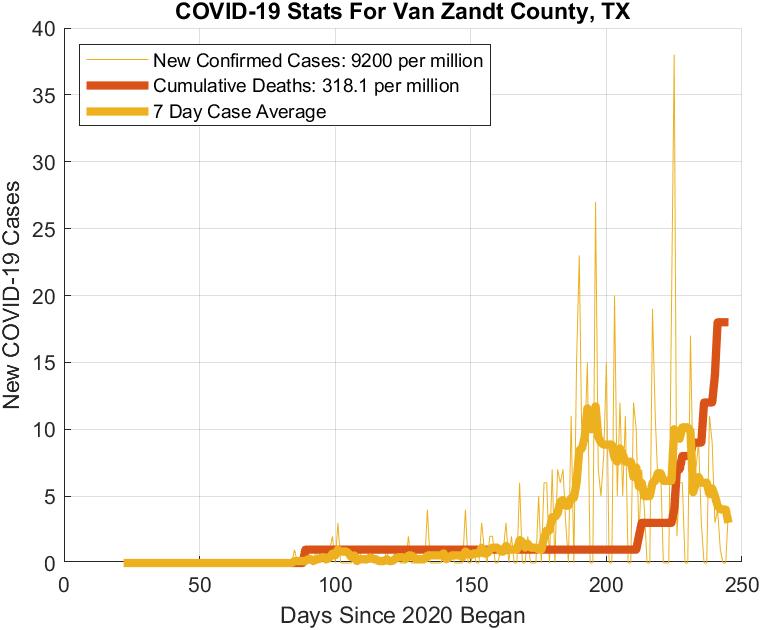 COVID-19 Stats For Van Zandt County, TX
New Confirmed Cases: 9200 per million
Cumulative Deaths: 318.1 per million
7 Day Case Average
New COVID-19 Cases
40
35
30
25
20
15
10
5
0
0 50 100 150 200 250
Days Since 2020 Began